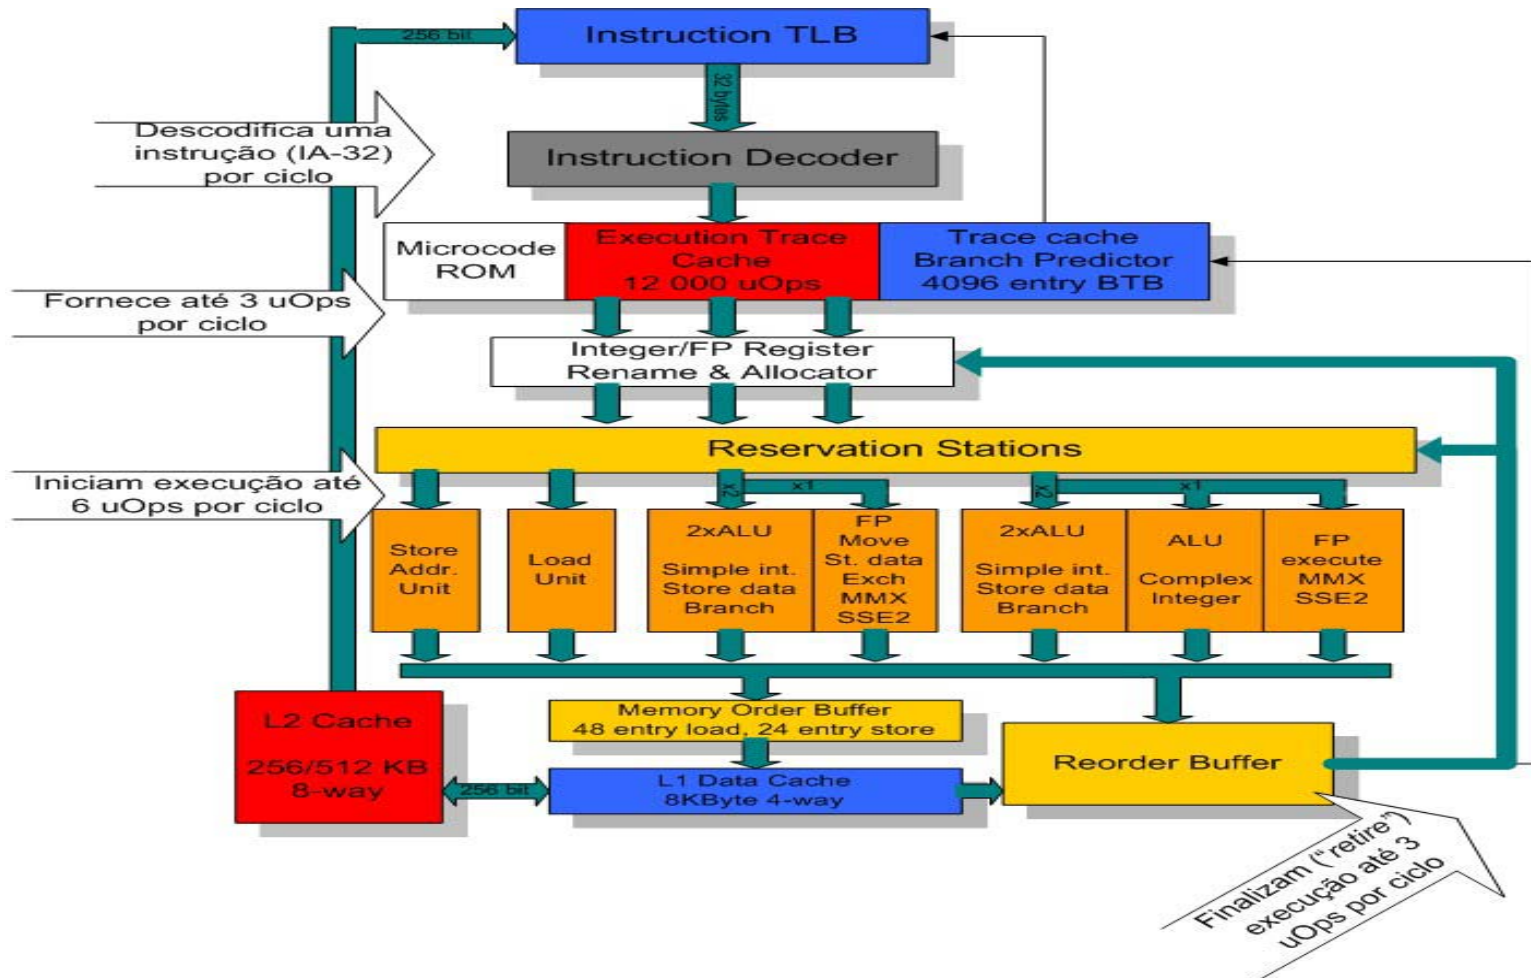 256 bit
Instruction TLB
32 bytes
Descodifica uma
instrução (IA-32)
por ciclo
Instruction Decoder
Microcode
ROM
Execution Trace
Cache
12 000 uOps
Trace cache
Branch Predictor
4096 entry BTB
Fornece até 3 uOps
por ciclo
Integer/FP Register
Rename & Allocator
Reservation Stations
Iniciam execução até
6 uOps por ciclo
x2
x1
x2
x1
Store
Addr.
Unit
Load
Unit
2xALU
Simple int.
Store data
Branch
FP
Move
St. data
Exch
MMX
SSE2
2xALU
Simple int.
Store data
Branch
ALU
Complex
Integer
FP
execute
MMX
SSE2
L2 Cache
256/512 KB
8-way
Memory Order Buffer
48 entry load, 24 entry store
256 bit
L1 Data Cache
8KByte 4-way
Reorder Buffer
Finalizam (“retire”)
execução até 3
uOps por ciclo